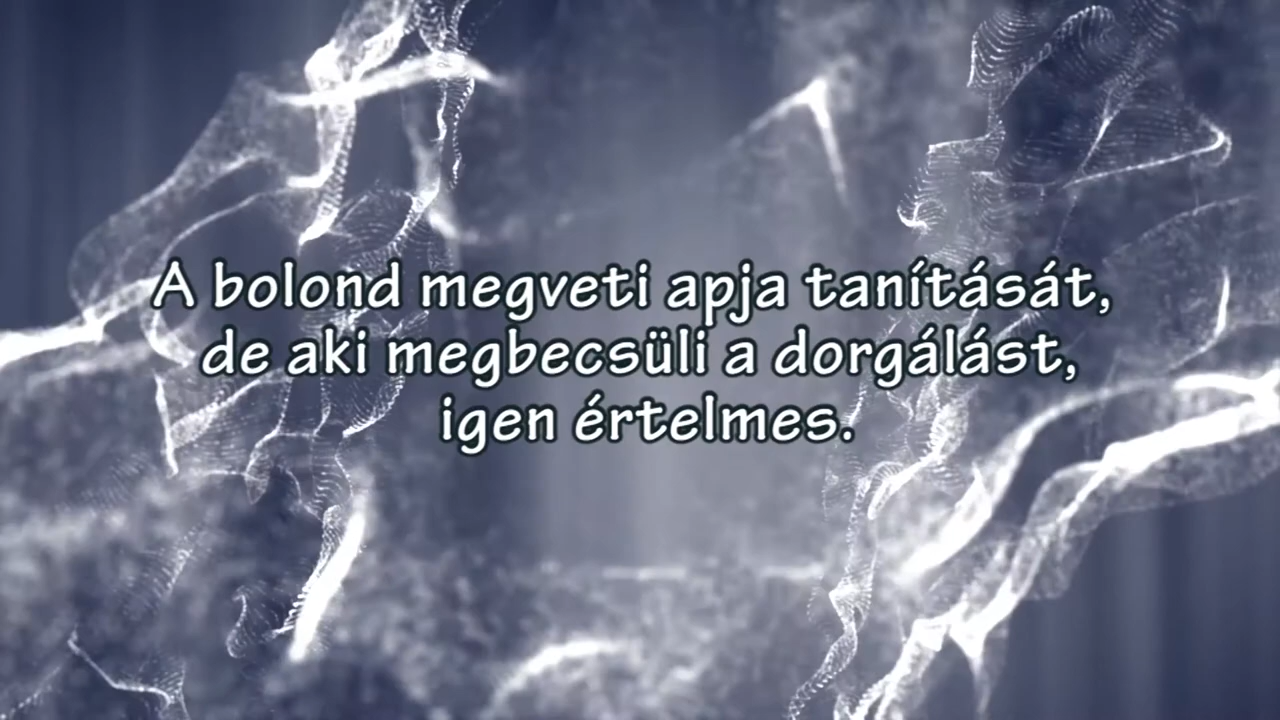 A bolond megveti apja tanítását,
de aki megbecsüli a dorgálást,
igen értelmes.